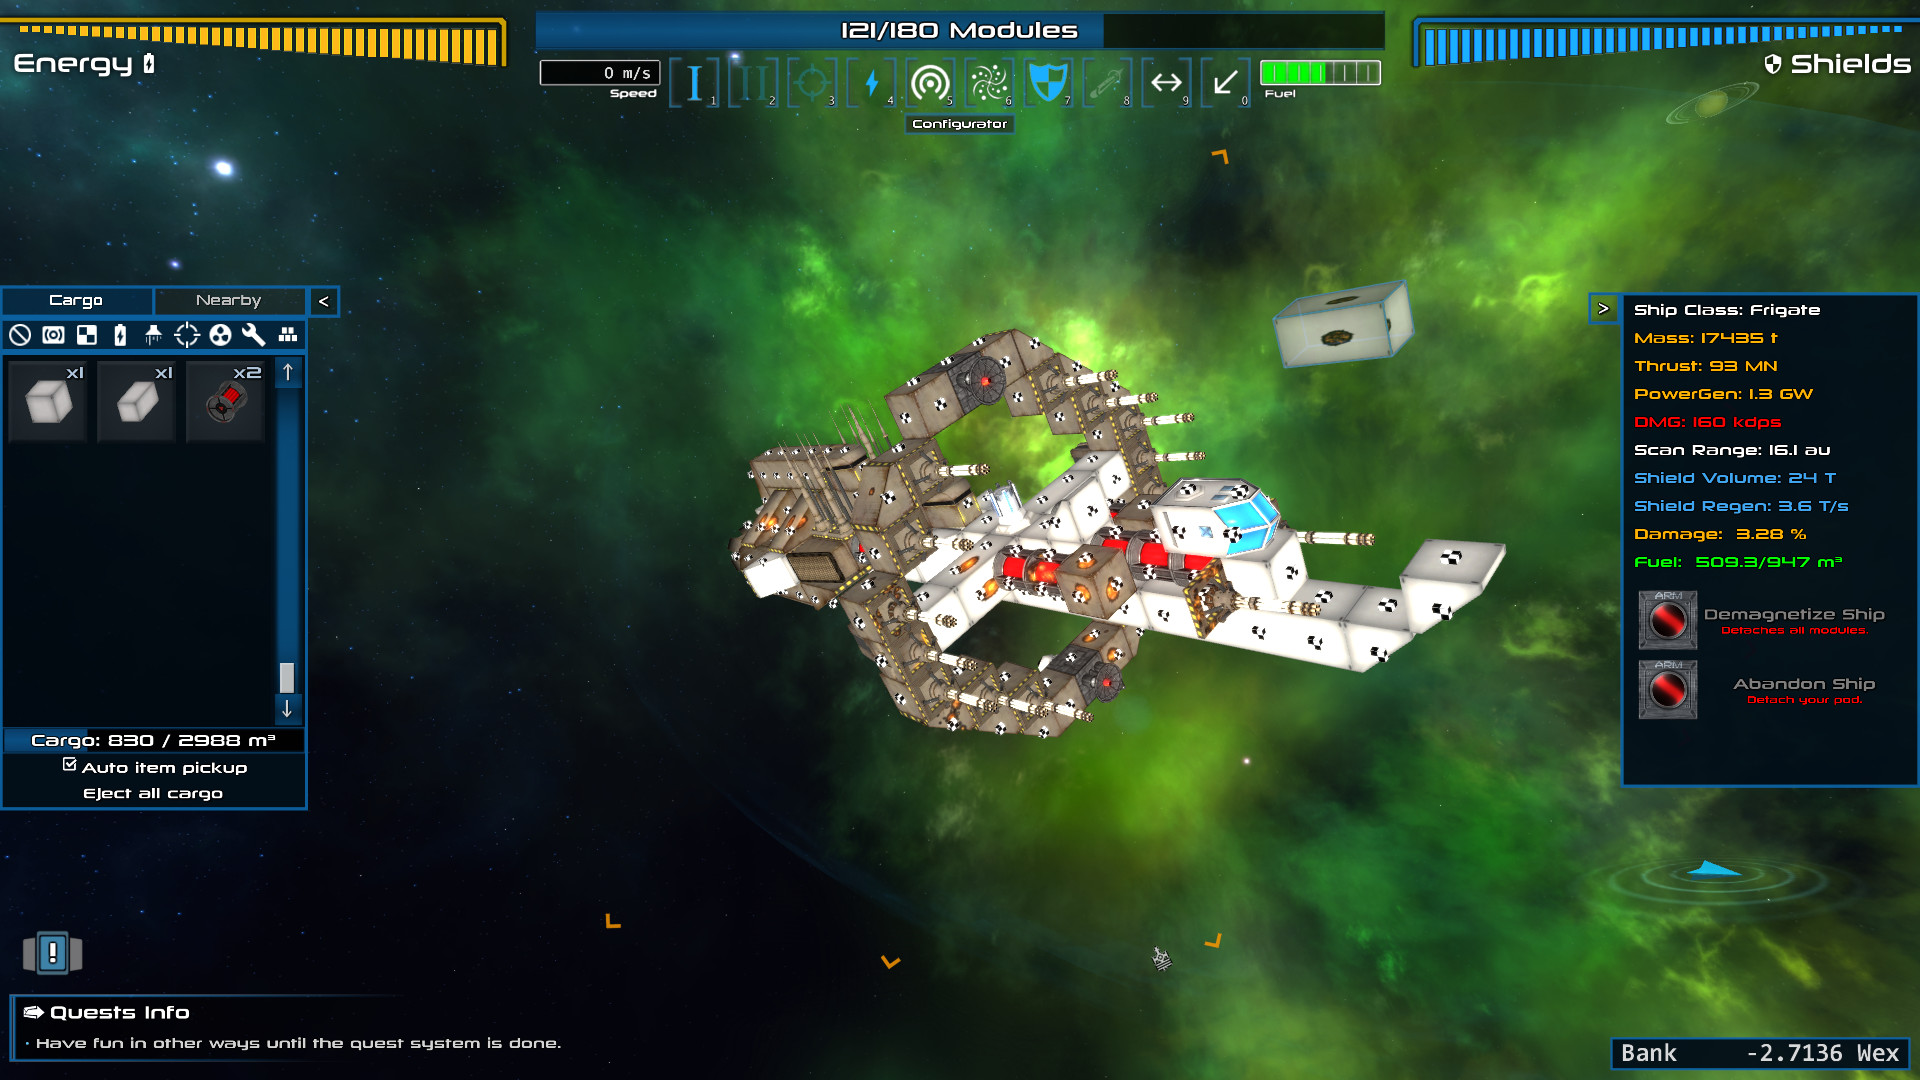 121/180 Modules
Energy
Shields
0 m/s
Speed
1
2
3
4
5
6
7
8
9
0
Fuel
Configurator
Cargo
Nearby
<
x1
x1
x2
Cargo: 830 / 2988 m³
Auto item pickup
Eject all cargo
>
Ship Class: Frigate
Mass: 17435 t
Thrust: 93 MN
PowerGen: 1.3 GW
DMG: 160 kdps
Scan Range: 16.1 au
Shield Volume: 24 T
Shield Regen: 3.6 T/s
Damage: 3.28 %
Fuel: 509.3/947 m³
ARM
Demagnetize Ship
Detaches all modules.
ARM
Abandon Ship
Detach your pod.
!
Quests Info
· Have fun in other ways until the quest system is done.
Bank -2.7136 Wex